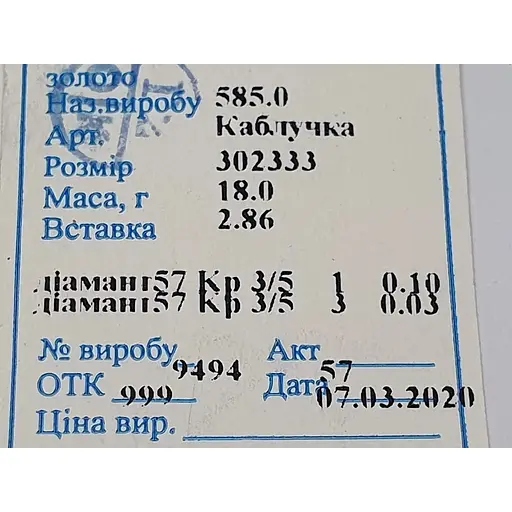 золото 585.0
Наз.виробу Каблучка
Арт. 302333
Розмір 18.0
Маса, г 2.86
Вставка
діамант57 Кр 3/5 1 0.10
діамант57 Кр 3/5 3 0.03
№ виробу 9494 Акт 57
ОТК 999 Дата 07.03.2020
Ціна вир.